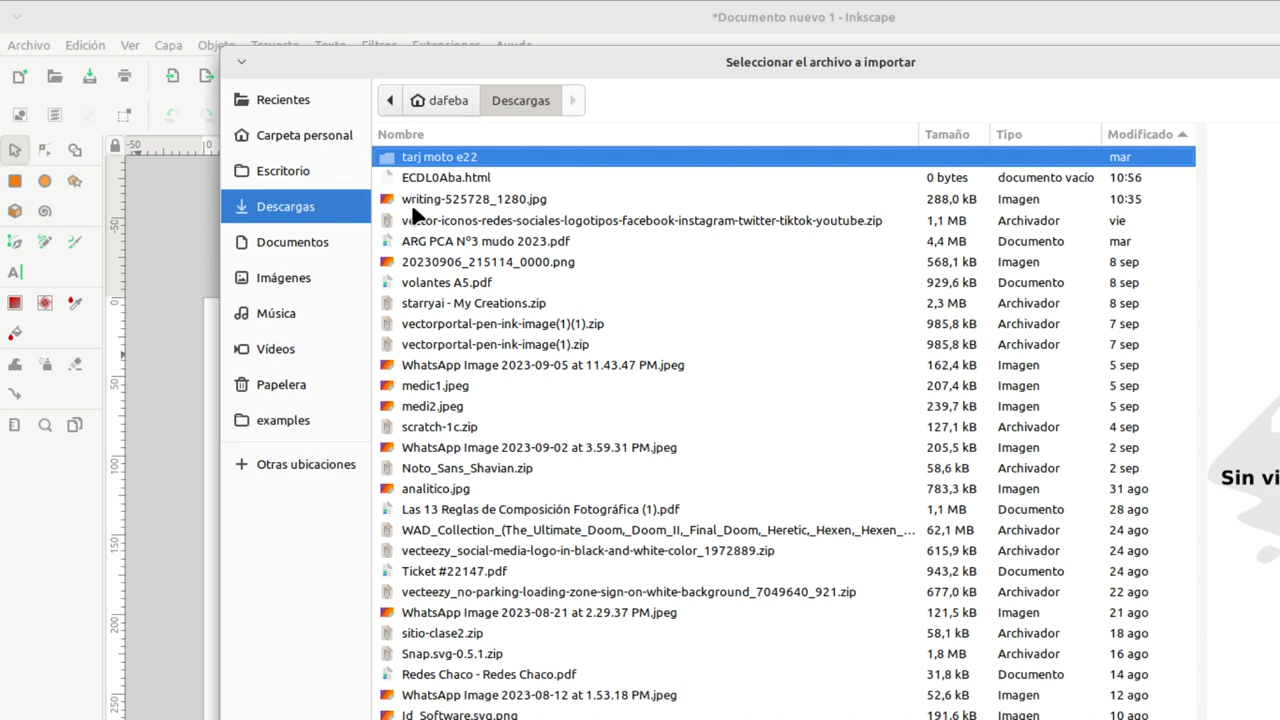 *Documento nuevo 1 - Inkscape
Archivo Edición Ver Capa Objeto Trayecto Texto Filtros Extensiones Ayuda
Seleccionar el archivo a importar
Recientes
Carpeta personal
Escritorio
Descargas
Documentos
Imágenes
Música
Vídeos
Papelera
examples
Otras ubicaciones
dafeba Descargas
Nombre Tamaño Tipo Modificado
tarj moto e22 mar
ECDL0Aba.html 0 bytes documento vacío 10:56
writing-525728_1280.jpg 288,0 kB Imagen 10:35
vector-iconos-redes-sociales-logotipos-facebook-instagram-twitter-tiktok-youtube.zip 1,1 MB Archivador vie
ARG PCA Nº3 mudo 2023.pdf 4,4 MB Documento mar
20230906_215114_0000.png 568,1 kB Imagen 8 sep
volantes A5.pdf 929,6 kB Documento 8 sep
starryai - My Creations.zip 2,3 MB Archivador 8 sep
vectorportal-pen-ink-image(1)(1).zip 985,8 kB Archivador 7 sep
vectorportal-pen-ink-image(1).zip 985,8 kB Archivador 7 sep
WhatsApp Image 2023-09-05 at 11.43.47 PM.jpeg 162,4 kB Imagen 5 sep
medic1.jpeg 207,4 kB Imagen 5 sep
medi2.jpeg 239,7 kB Imagen 5 sep
scratch-1c.zip 127,1 kB Archivador 4 sep
WhatsApp Image 2023-09-02 at 3.59.31 PM.jpeg 205,5 kB Imagen 2 sep
Noto_Sans_Shavian.zip 58,6 kB Archivador 2 sep
analitico.jpg 783,3 kB Imagen 31 ago
Las 13 Reglas de Composición Fotográfica (1).pdf 1,1 MB Documento 28 ago
WAD_Collection_(The_Ultimate_Doom,_Doom_II,_Final_Doom,_Heretic,_Hexen,_Hexen_... 62,1 MB Archivador 24 ago
vecteezy_social-media-logo-in-black-and-white-color_1972889.zip 615,9 kB Archivador 24 ago
Ticket #22147.pdf 943,2 kB Documento 24 ago
vecteezy_no-parking-loading-zone-sign-on-white-background_7049640_921.zip 677,0 kB Archivador 22 ago
WhatsApp Image 2023-08-21 at 2.29.37 PM.jpeg 121,5 kB Imagen 21 ago
sitio-clase2.zip 58,1 kB Archivador 18 ago
Snap.svg-0.5.1.zip 1,8 MB Archivador 16 ago
Redes Chaco - Redes Chaco.pdf 31,8 kB Documento 14 ago
WhatsApp Image 2023-08-12 at 1.53.18 PM.jpeg 52,6 kB Imagen 12 ago
Id_Software.svg.png 191,6 kB Imagen 10 ago
Sin vi